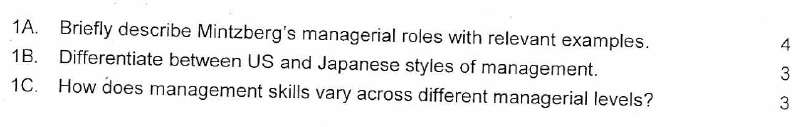 1A. Briefly describe Mintzberg's managerial roles with relevant examples. 4
1B. Differentiate between US and Japanese styles of management. 3
1C. How does management skills vary across different managerial levels? 3